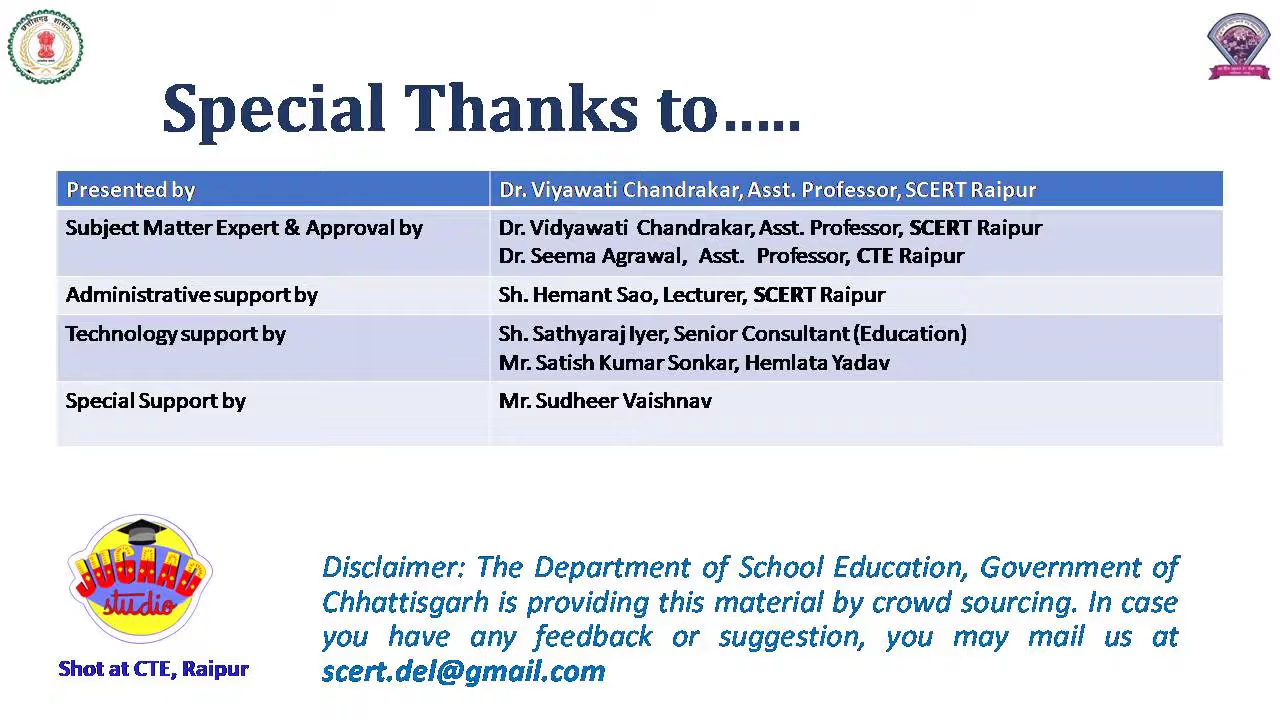 छत्तीसगढ़ शासन
Special Thanks to.....
Presented by
Dr. Viyawati Chandrakar, Asst. Professor, SCERT Raipur
Subject Matter Expert & Approval by
Dr. Vidyawati Chandrakar, Asst. Professor, SCERT Raipur
Dr. Seema Agrawal, Asst. Professor, CTE Raipur
Administrative support by
Sh. Hemant Sao, Lecturer, SCERT Raipur
Technology support by
Sh. Sathyaraj Iyer, Senior Consultant (Education)
Mr. Satish Kumar Sonkar, Hemlata Yadav
Special Support by
Mr. Sudheer Vaishnav
JUGAAD
studio
Shot at CTE, Raipur
Disclaimer: The Department of School Education, Government of
Chhattisgarh is providing this material by crowd sourcing. In case
you have any feedback or suggestion, you may mail us at
scert.del@gmail.com